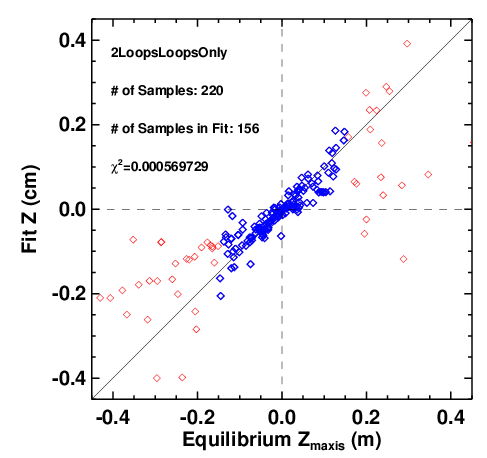 2LoopsLoopsOnly
# of Samples: 220
# of Samples in Fit: 156
χ²=0.000569729
Fit Z (cm)
0.4
0.2
0.0
-0.2
-0.4
-0.4 -0.2 0.0 0.2 0.4
Equilibrium Zmaxis (m)